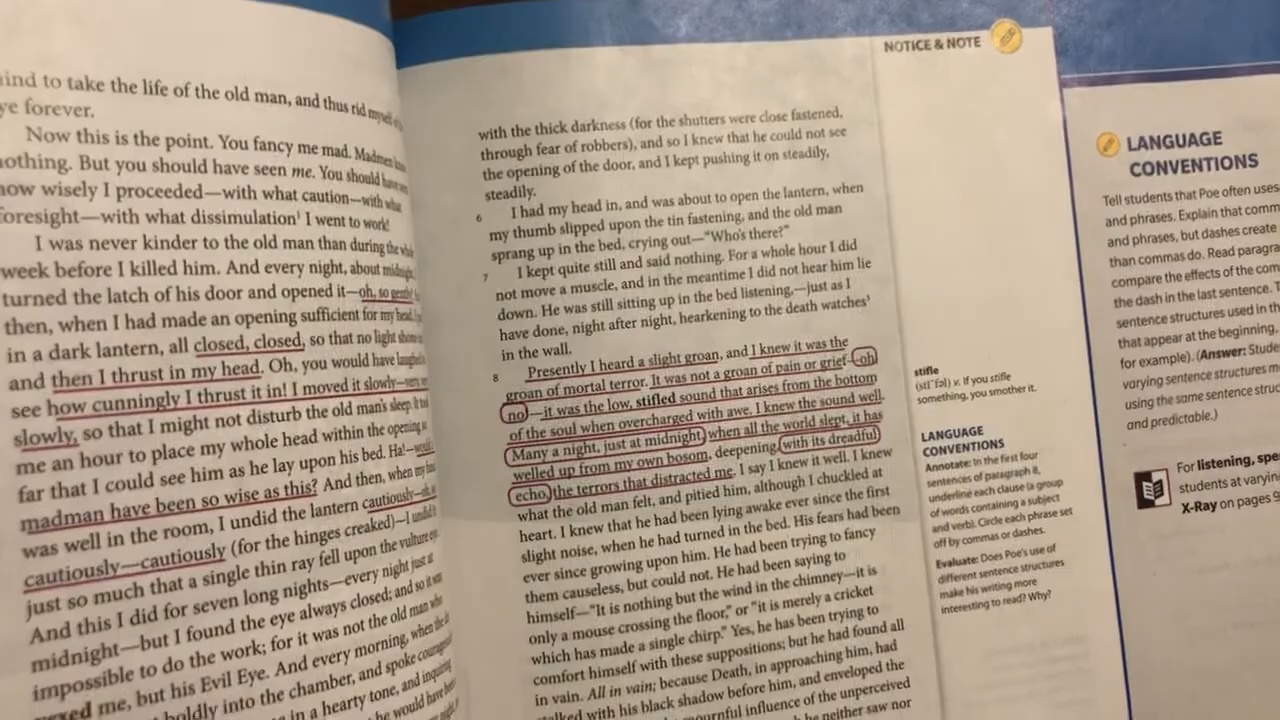 ind to take the life of the old man, and thus rid myself
ye forever.
Now this is the point. You fancy me mad. Madmen
nothing. But you should have seen me. You should
how wisely I proceeded—with what caution—with what
foresight—with what dissimulation¹ I went to work!
I was never kinder to the old man than during the whole
week before I killed him. And every night, about midnight,
turned the latch of his door and opened it—oh, so gently!
then, when I had made an opening sufficient for my head,
in a dark lantern, all closed, closed, so that no light
and then I thrust in my head. Oh, you would have laughed
see how cunningly I thrust it in! I moved it slowly—very,
slowly, so that I might not disturb the old man's sleep. It took
me an hour to place my whole head within the opening so
far that I could see him as he lay upon his bed. Ha!—would
madman have been so wise as this? And then, when my head
was well in the room, I undid the lantern cautiously—oh,
cautiously—cautiously (for the hinges creaked)—I undid it
just so much that a single thin ray fell upon the vulture
And this I did for seven long nights—every night just at
midnight—but I found the eye always closed; and so it was
impossible to do the work; for it was not the old man who
vexed me, but his Evil Eye. And every morning, when the
boldly into the chamber, and spoke
in a hearty tone, and inquiring
he would have been
NOTICE & NOTE
with the thick darkness (for the shutters were close fastened,
through fear of robbers), and so I knew that he could not see
the opening of the door, and I kept pushing it on steadily,
steadily.
6 I had my head in, and was about to open the lantern, when
my thumb slipped upon the tin fastening, and the old man
sprang up in the bed, crying out—"Who's there?"
7 I kept quite still and said nothing. For a whole hour I did
not move a muscle, and in the meantime I did not hear him lie
down. He was still sitting up in the bed listening,—just as I
have done, night after night, hearkening to the death watches³
in the wall.
8 Presently I heard a slight groan, and I knew it was the
groan of mortal terror. It was not a groan of pain or grief—oh
no—it was the low, stifled sound that arises from the bottom
of the soul when overcharged with awe. I knew the sound well.
Many a night, just at midnight, when all the world slept, it has
welled up from my own bosom, deepening, with its dreadful
echo, the terrors that distracted me. I say I knew it well. I knew
what the old man felt, and pitied him, although I chuckled at
heart. I knew that he had been lying awake ever since the first
slight noise, when he had turned in the bed. His fears had been
ever since growing upon him. He had been trying to fancy
them causeless, but could not. He had been saying to
himself—"It is nothing but the wind in the chimney—it is
only a mouse crossing the floor," or "it is merely a cricket
which has made a single chirp." Yes, he has been trying to
comfort himself with these suppositions; but he had found all
in vain. All in vain; because Death, in approaching him, had
stalked with his black shadow before him, and enveloped the
mournful influence of the unperceived
he neither saw nor
stifle
(stī´fəl) v. If you stifle
something, you smother it.
LANGUAGE
CONVENTIONS
Annotate: In the first four
sentences of paragraph 8,
underline each clause (a group
of words containing a subject
and verb). Circle each phrase set
off by commas or dashes.
Evaluate: Does Poe's use of
different sentence structures
make his writing more
interesting to read? Why?
LANGUAGE
CONVENTIONS
Tell students that Poe often uses
and phrases. Explain that comm
and phrases, but dashes create
than commas do. Read paragra
compare the effects of the com
the dash in the last sentence. T
sentence structures used in th
that appear at the beginning,
for example). (Answer: Stude
varying sentence structures m
using the same sentence struc
and predictable.)
For listening, spe
students at varyin
X-Ray on pages 9